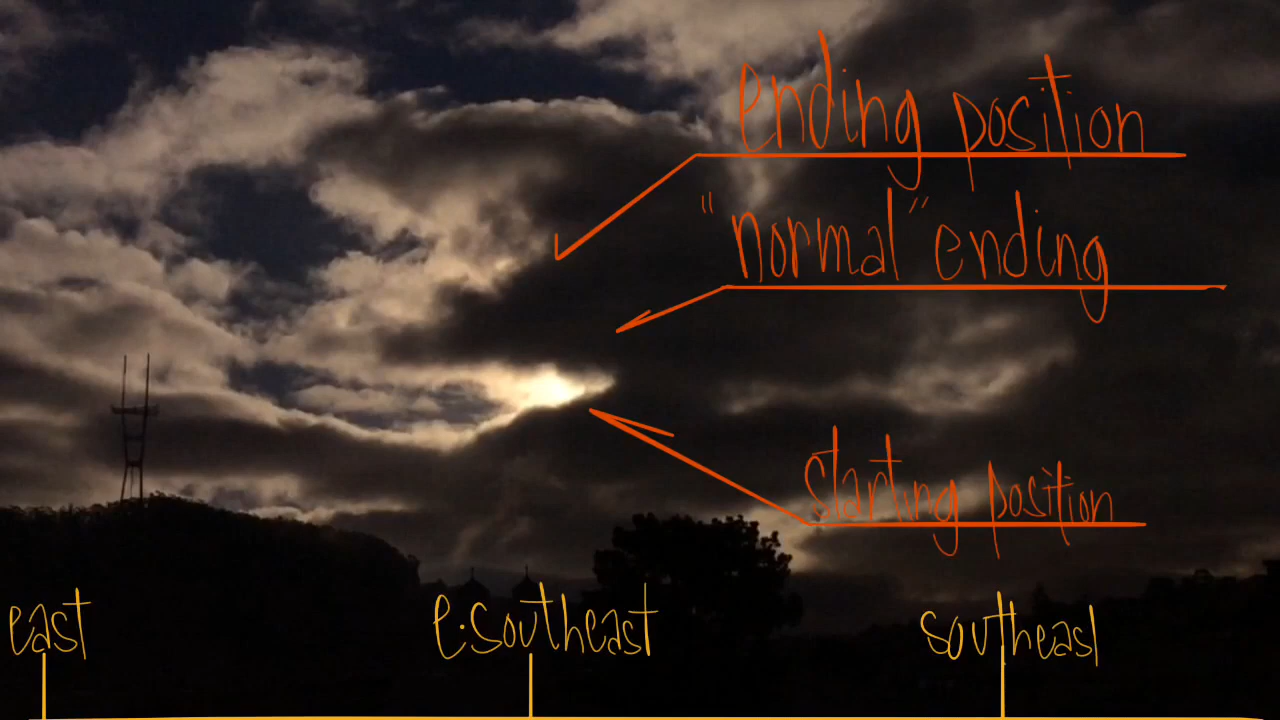 ending position
"normal" ending
starting position
east e.southeast southeast